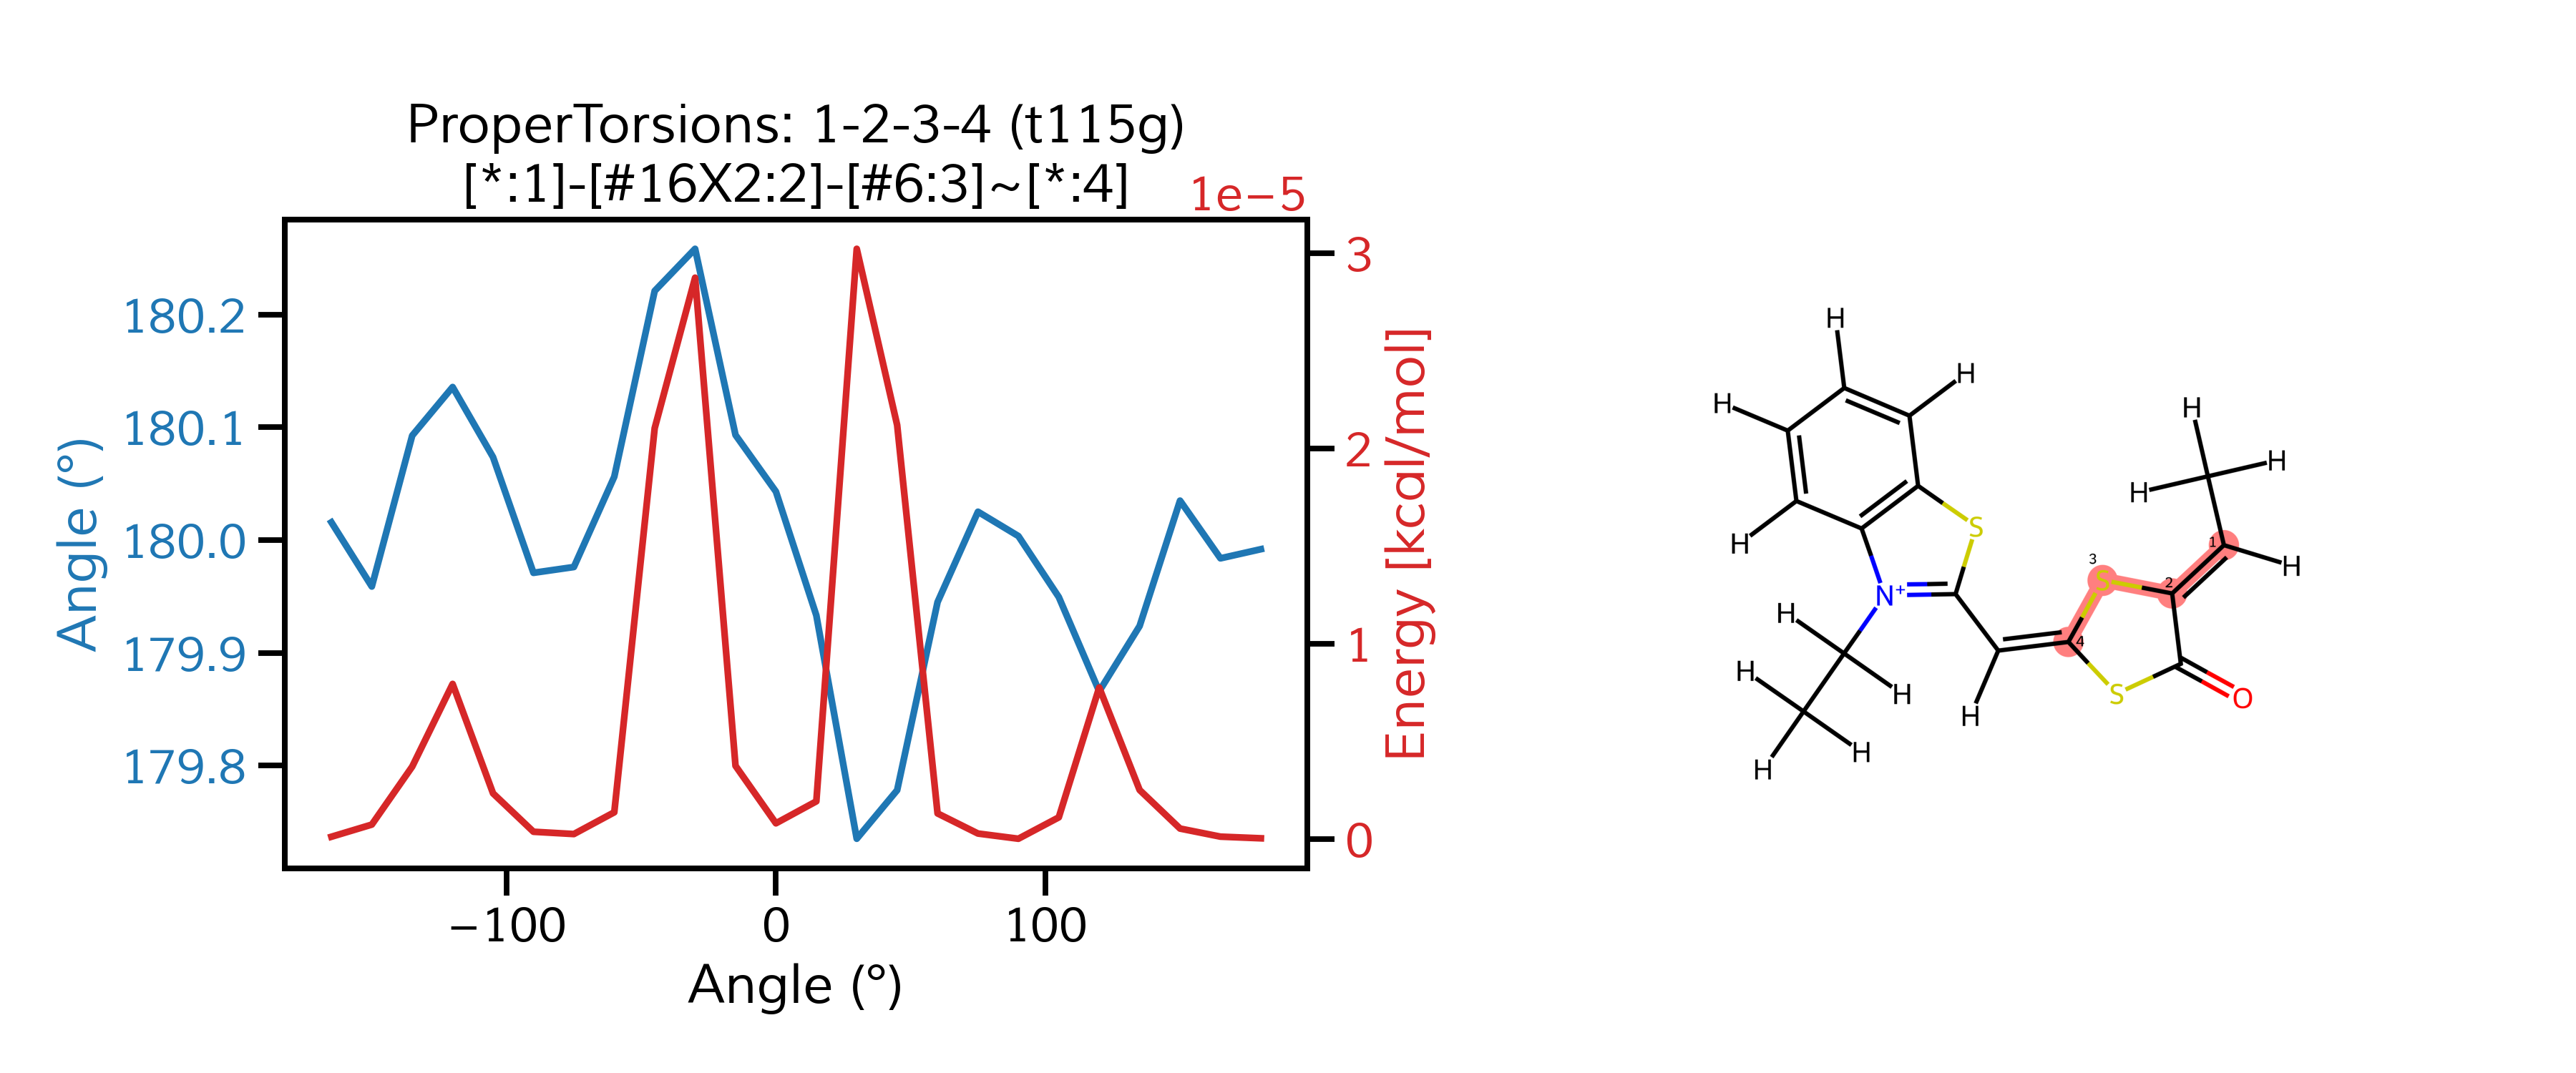 ProperTorsions: 1-2-3-4 (t115g)
[*:1]-[#16X2:2]-[#6:3]~[*:4]
1e−5
Angle (°)
180.2
180.1
180.0
179.9
179.8
3
2
1
0
Energy [kcal/mol]
−100
0
100
Angle (°)
H
H
H
H
H
H
H
H
S
1
H
3
S
2
N+
H
4
H
H
S
O
H
H
H